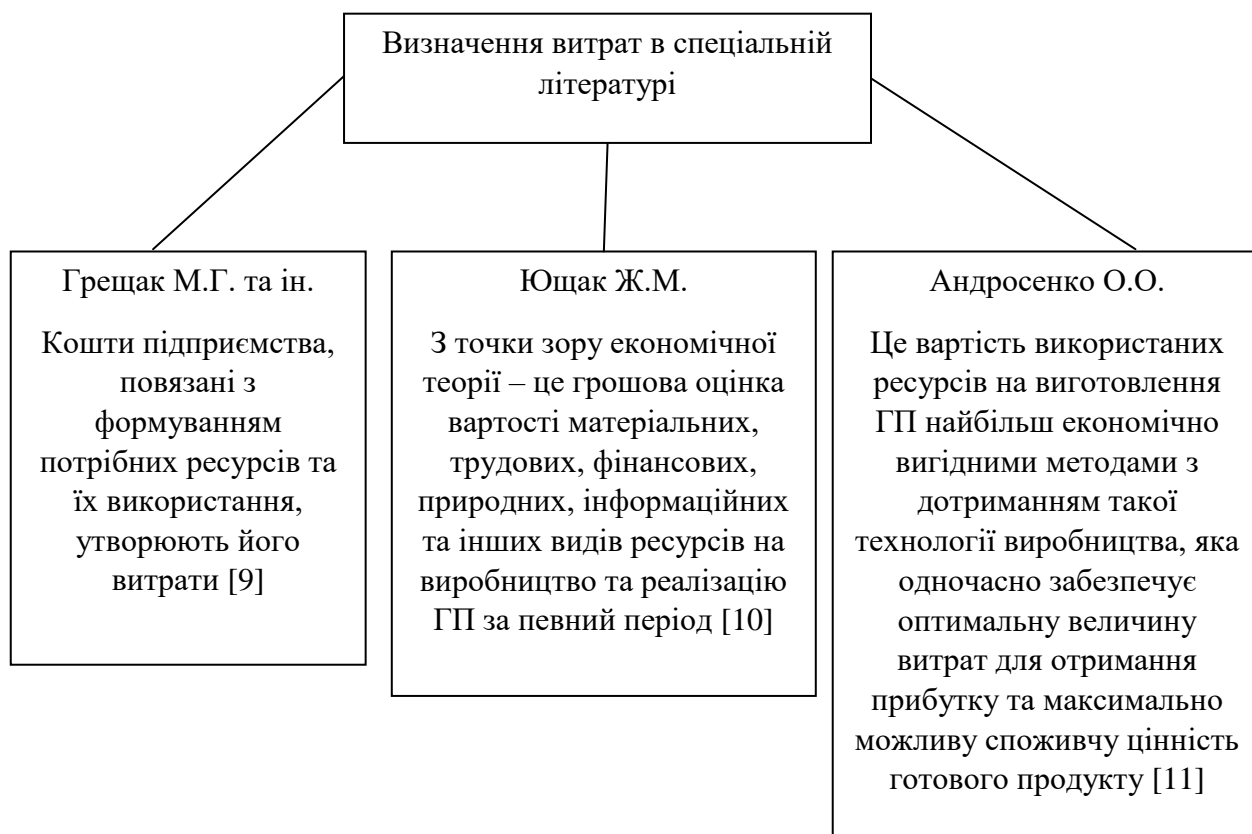 Визначення витрат в спеціальній
літературі
Грещак М.Г. та ін.
Кошти підприємства,
повязані з
формуванням
потрібних ресурсів та
їх використання,
утворюють його
витрати [9]
Ющак Ж.М.
З точки зору економічної
теорії – це грошова оцінка
вартості матеріальних,
трудових, фінансових,
природних, інформаційних
та інших видів ресурсів на
виробництво та реалізацію
ГП за певний період [10]
Андросенко О.О.
Це вартість використаних
ресурсів на виготовлення
ГП найбільш економічно
вигідними методами з
дотриманням такої
технології виробництва, яка
одночасно забезпечує
оптимальну величину
витрат для отримання
прибутку та максимально
можливу споживчу цінність
готового продукту [11]